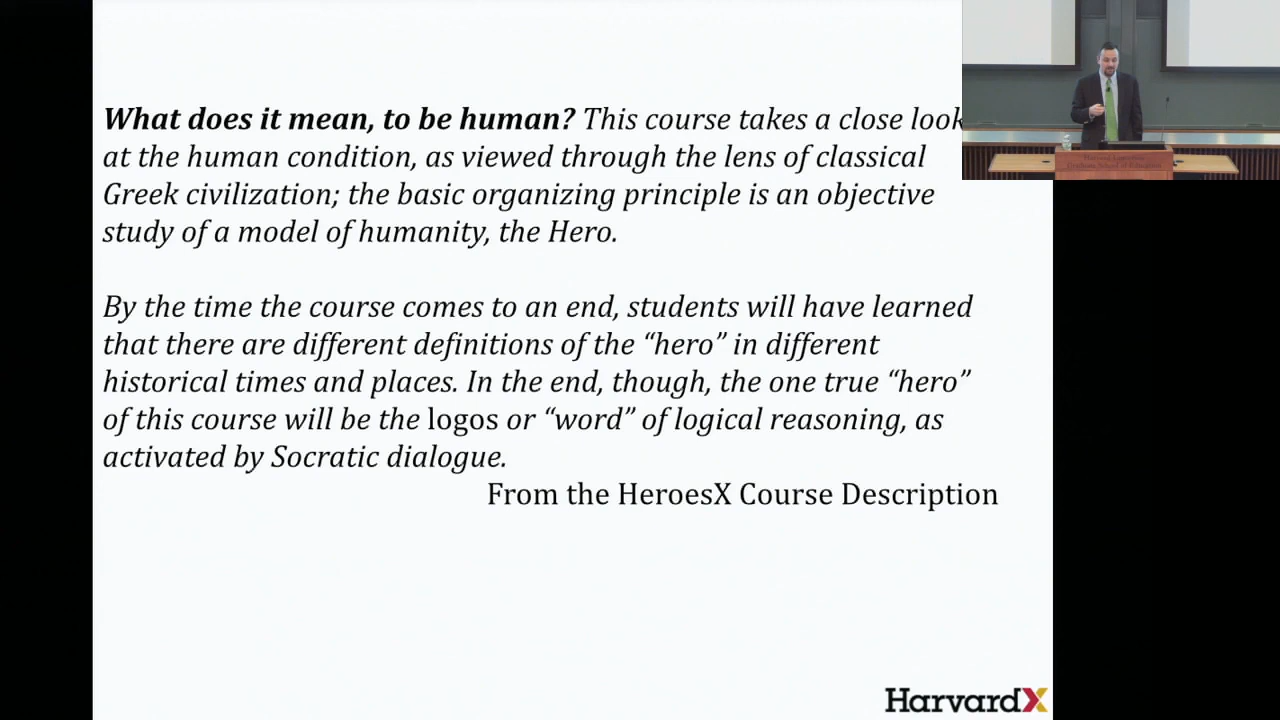 What does it mean, to be human? This course takes a close look
at the human condition, as viewed through the lens of classical
Greek civilization; the basic organizing principle is an objective
study of a model of humanity, the Hero.
By the time the course comes to an end, students will have learned
that there are different definitions of the “hero” in different
historical times and places. In the end, though, the one true “hero”
of this course will be the logos or “word” of logical reasoning, as
activated by Socratic dialogue.
From the HeroesX Course Description
HarvardX